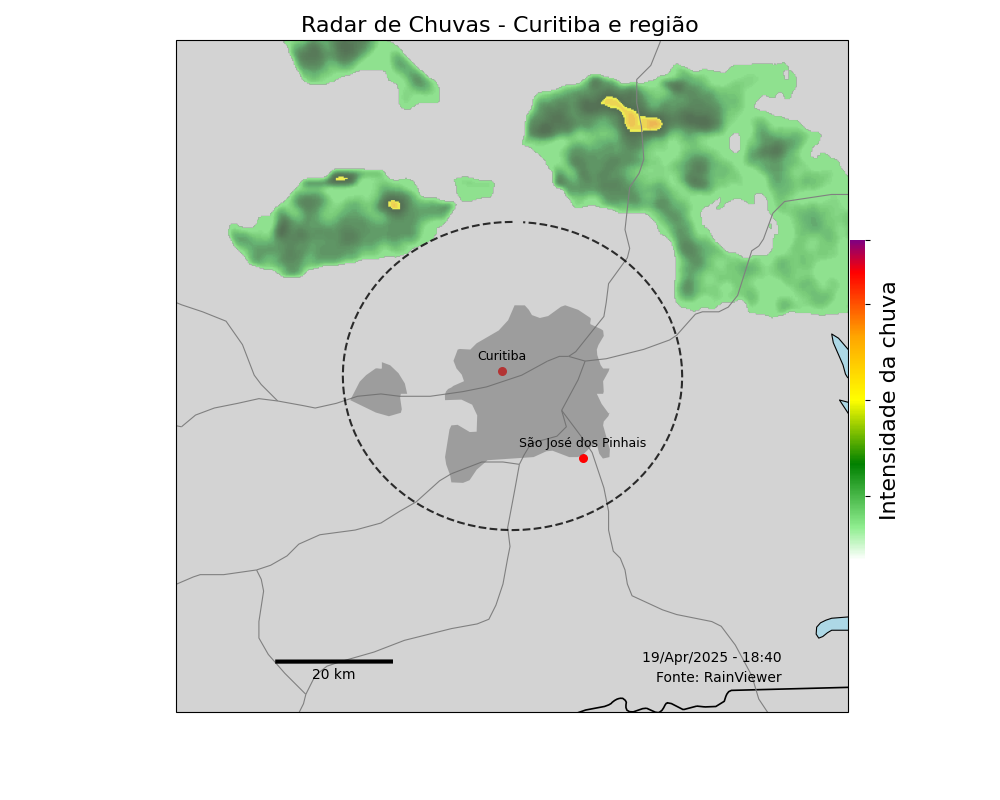 Radar de Chuvas - Curitiba e região
Curitiba
São José dos Pinhais
Intensidade da chuva
19/Apr/2025 - 18:40
20 km
Fonte: RainViewer